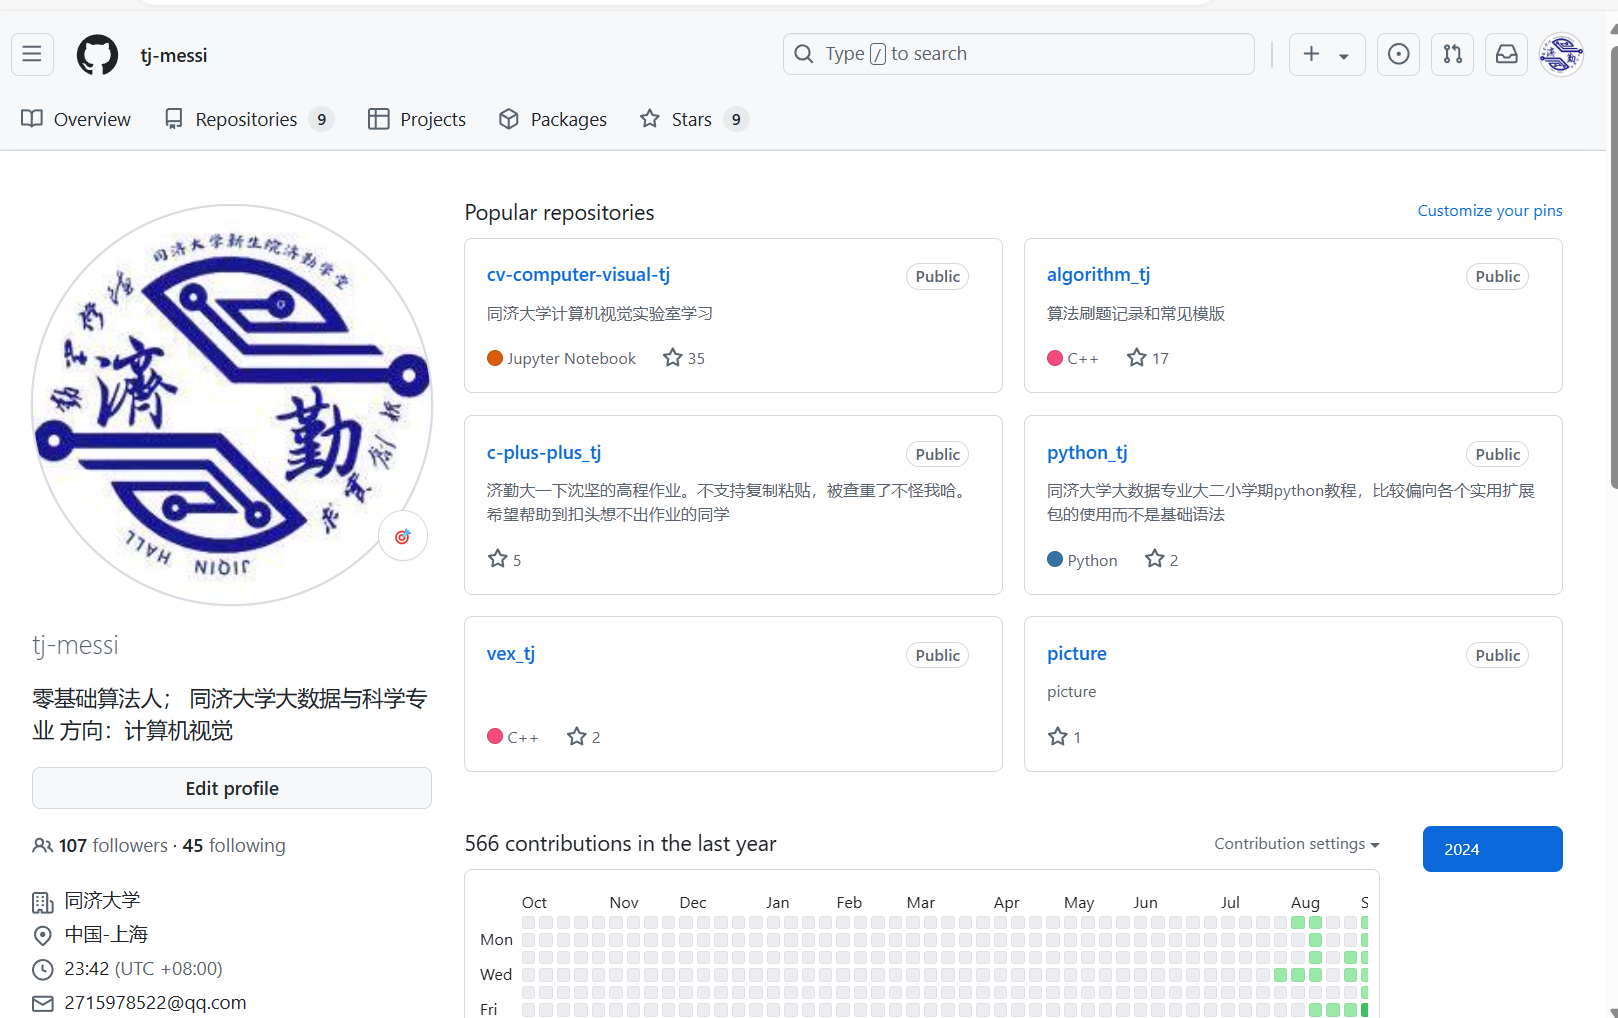 tj-messi
Type / to search
Overview
Repositories 9
Projects
Packages
Stars 9
同济大学新生院济勤学堂
濟
勤
JIQIN HALL
tj-messi
零基础算法人； 同济大学大数据与科学专
业 方向：计算机视觉
Edit profile
107 followers · 45 following
同济大学
中国-上海
23:42 (UTC +08:00)
2715978522@qq.com
Popular repositories
Customize your pins
cv-computer-visual-tj
Public
同济大学计算机视觉实验室学习
Jupyter Notebook
35
algorithm_tj
Public
算法刷题记录和常见模版
C++
17
c-plus-plus_tj
Public
济勤大一下沈坚的高程作业。不支持复制粘贴，被查重了不怪我哈。
希望帮助到扣头想不出作业的同学
5
python_tj
Public
同济大学大数据专业大二小学期python教程，比较偏向各个实用扩展
包的使用而不是基础语法
Python
2
vex_tj
Public
C++
2
picture
Public
picture
1
566 contributions in the last year
Contribution settings
2024
Oct Nov Dec Jan Feb Mar Apr May Jun Jul Aug S
Mon
Wed
Fri